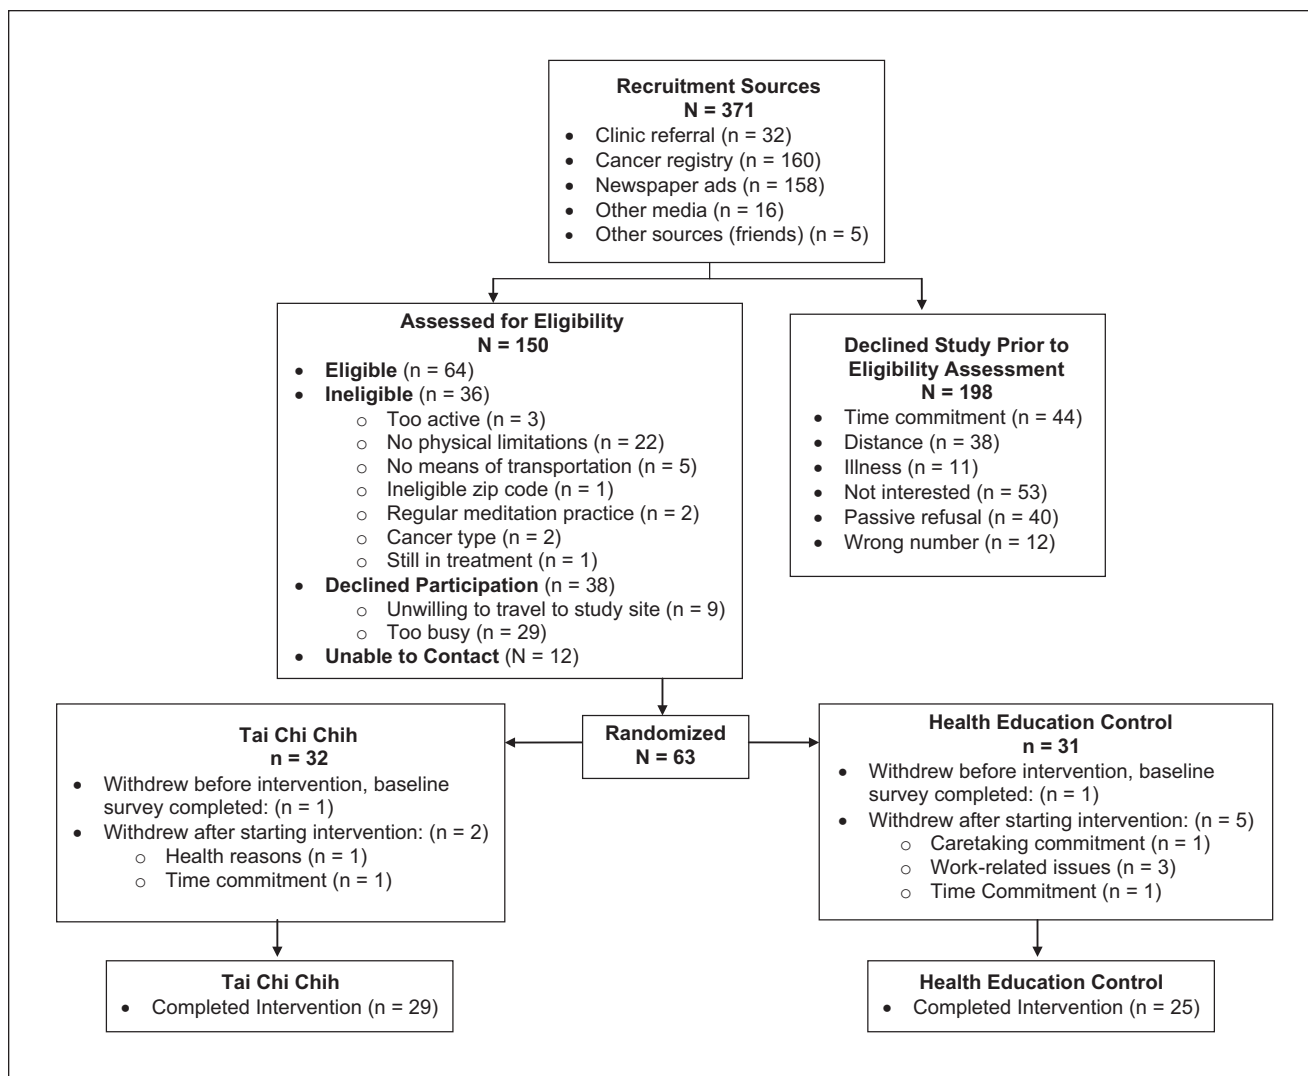 Recruitment Sources
N = 371
• Clinic referral (n = 32)
• Cancer registry (n = 160)
• Newspaper ads (n = 158)
• Other media (n = 16)
• Other sources (friends) (n = 5)
Assessed for Eligibility
N = 150
• Eligible (n = 64)
• Ineligible (n = 36)
o Too active (n = 3)
o No physical limitations (n = 22)
o No means of transportation (n = 5)
o Ineligible zip code (n = 1)
o Regular meditation practice (n = 2)
o Cancer type (n = 2)
o Still in treatment (n = 1)
• Declined Participation (n = 38)
o Unwilling to travel to study site (n = 9)
o Too busy (n = 29)
• Unable to Contact (N = 12)
Declined Study Prior to
Eligibility Assessment
N = 198
• Time commitment (n = 44)
• Distance (n = 38)
• Illness (n = 11)
• Not interested (n = 53)
• Passive refusal (n = 40)
• Wrong number (n = 12)
Randomized
N = 63
Tai Chi Chih
n = 32
• Withdrew before intervention, baseline
survey completed: (n = 1)
• Withdrew after starting intervention: (n = 2)
o Health reasons (n = 1)
o Time commitment (n = 1)
Health Education Control
n = 31
• Withdrew before intervention, baseline
survey completed: (n = 1)
• Withdrew after starting intervention: (n = 5)
o Caretaking commitment (n = 1)
o Work-related issues (n = 3)
o Time Commitment (n = 1)
Tai Chi Chih
• Completed Intervention (n = 29)
Health Education Control
• Completed Intervention (n = 25)